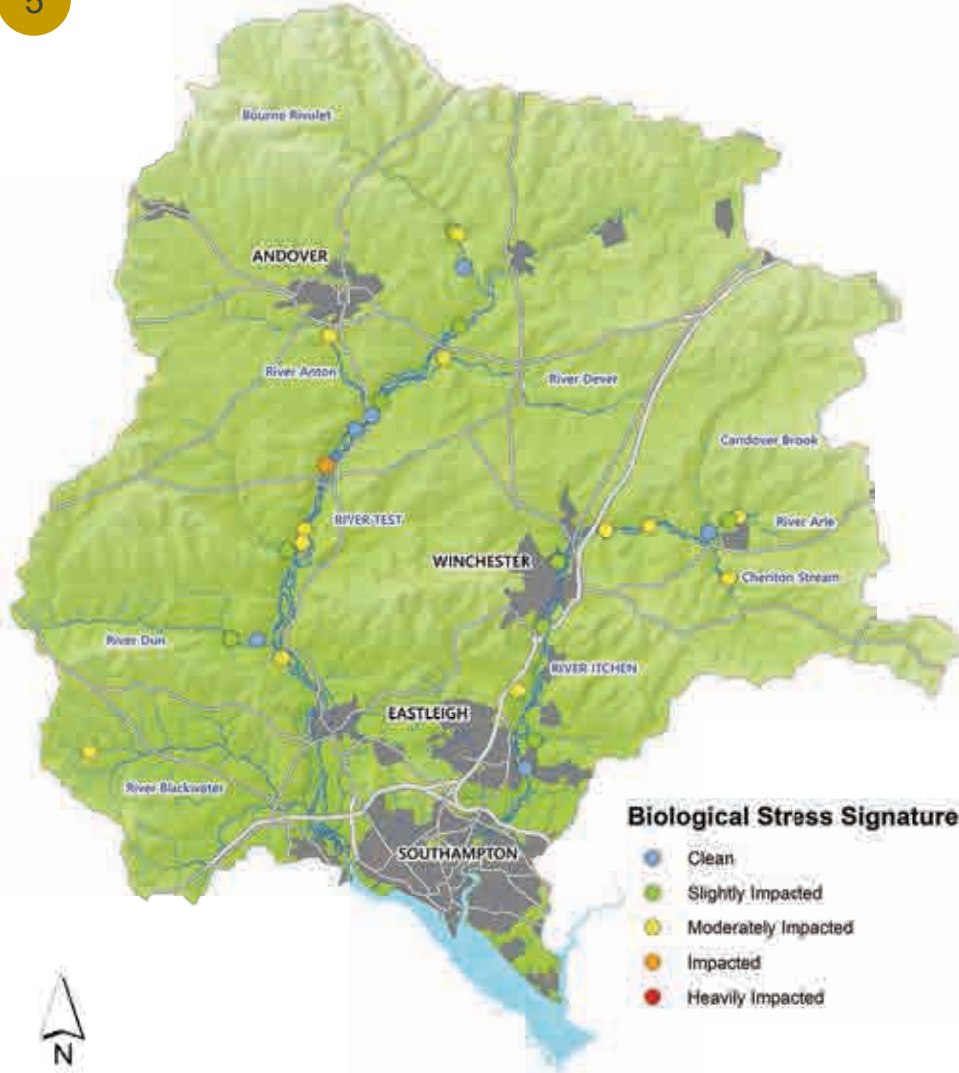 5
Bourne Rivulet
ANDOVER
River Anton
River Dever
Candover Brook
RIVER TEST
River Arle
WINCHESTER
Cheriton Stream
River Dun
RIVER ITCHEN
EASTLEIGH
River Blackwater
SOUTHAMPTON
Biological Stress Signature
Clean
Slightly Impacted
Moderately Impacted
Impacted
Heavily Impacted
N